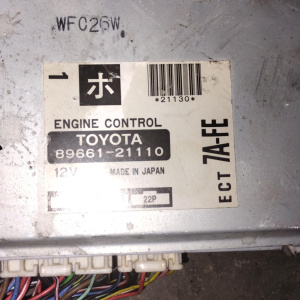 WFC26W
1 ホ
*21130*
ENGINE CONTROL
TOYOTA
89661-21110
12V MADE IN JAPAN
22P
ECT 7A-FE